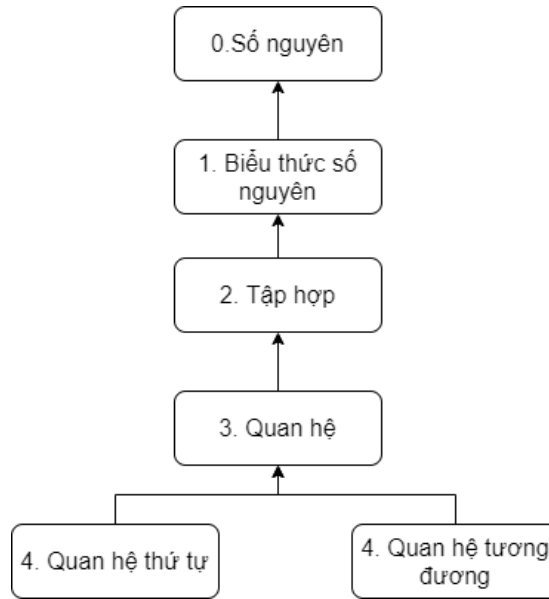 0.Số nguyên
1. Biểu thức số
nguyên
2. Tập hợp
3. Quan hệ
4. Quan hệ thứ tự
4. Quan hệ tương
đương